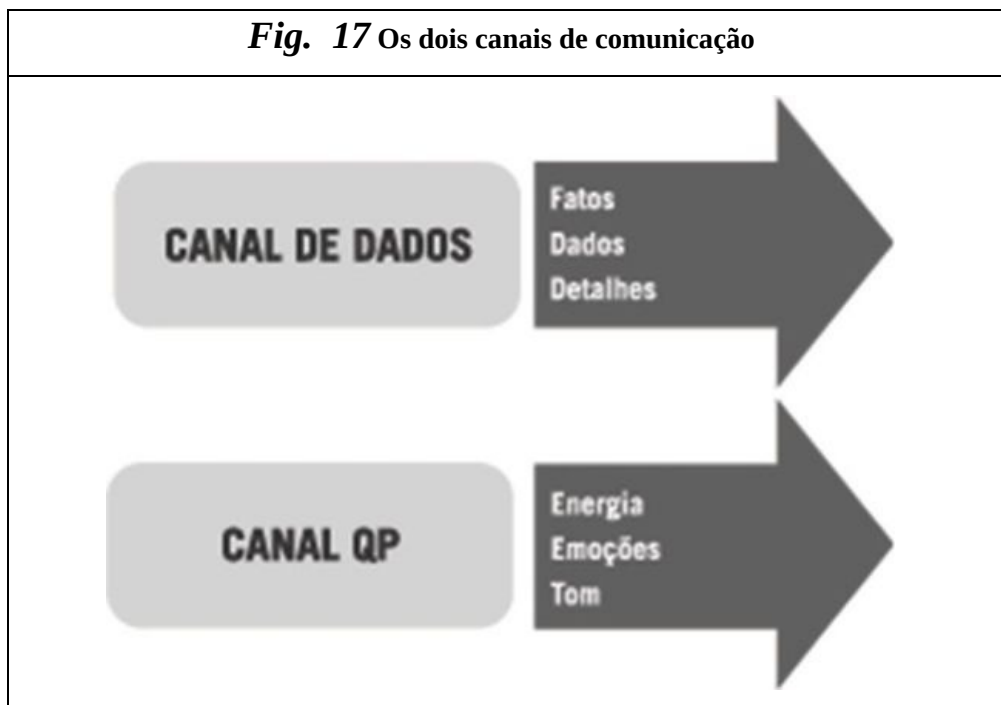 Fig. 17 Os dois canais de comunicação
CANAL DE DADOS
Fatos
Dados
Detalhes
CANAL QP
Energia
Emoções
Tom